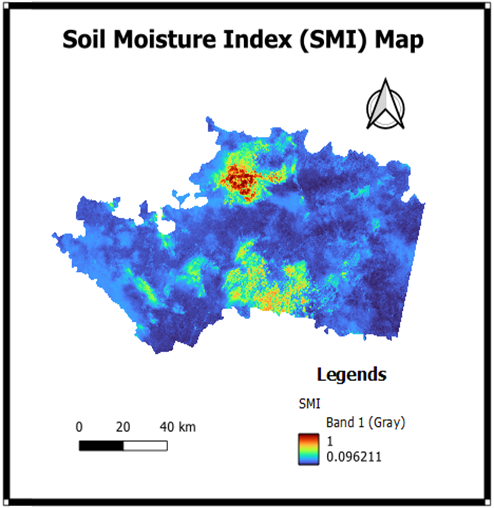 Soil Moisture Index (SMI) Map
Legends
SMI
Band 1 (Gray)
1
0.096211
0 20 40 km